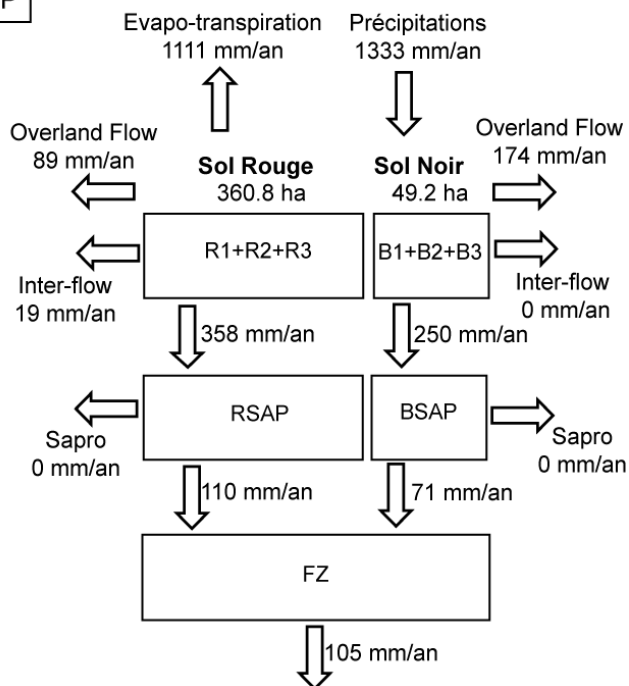 P
Evapo-transpiration
1111 mm/an
Précipitations
1333 mm/an
Overland Flow
89 mm/an
Sol Rouge
360.8 ha
Sol Noir
49.2 ha
Overland Flow
174 mm/an
R1+R2+R3
B1+B2+B3
Inter-flow
19 mm/an
Inter-flow
0 mm/an
358 mm/an
250 mm/an
RSAP
BSAP
Sapro
0 mm/an
Sapro
0 mm/an
110 mm/an
71 mm/an
FZ
105 mm/an